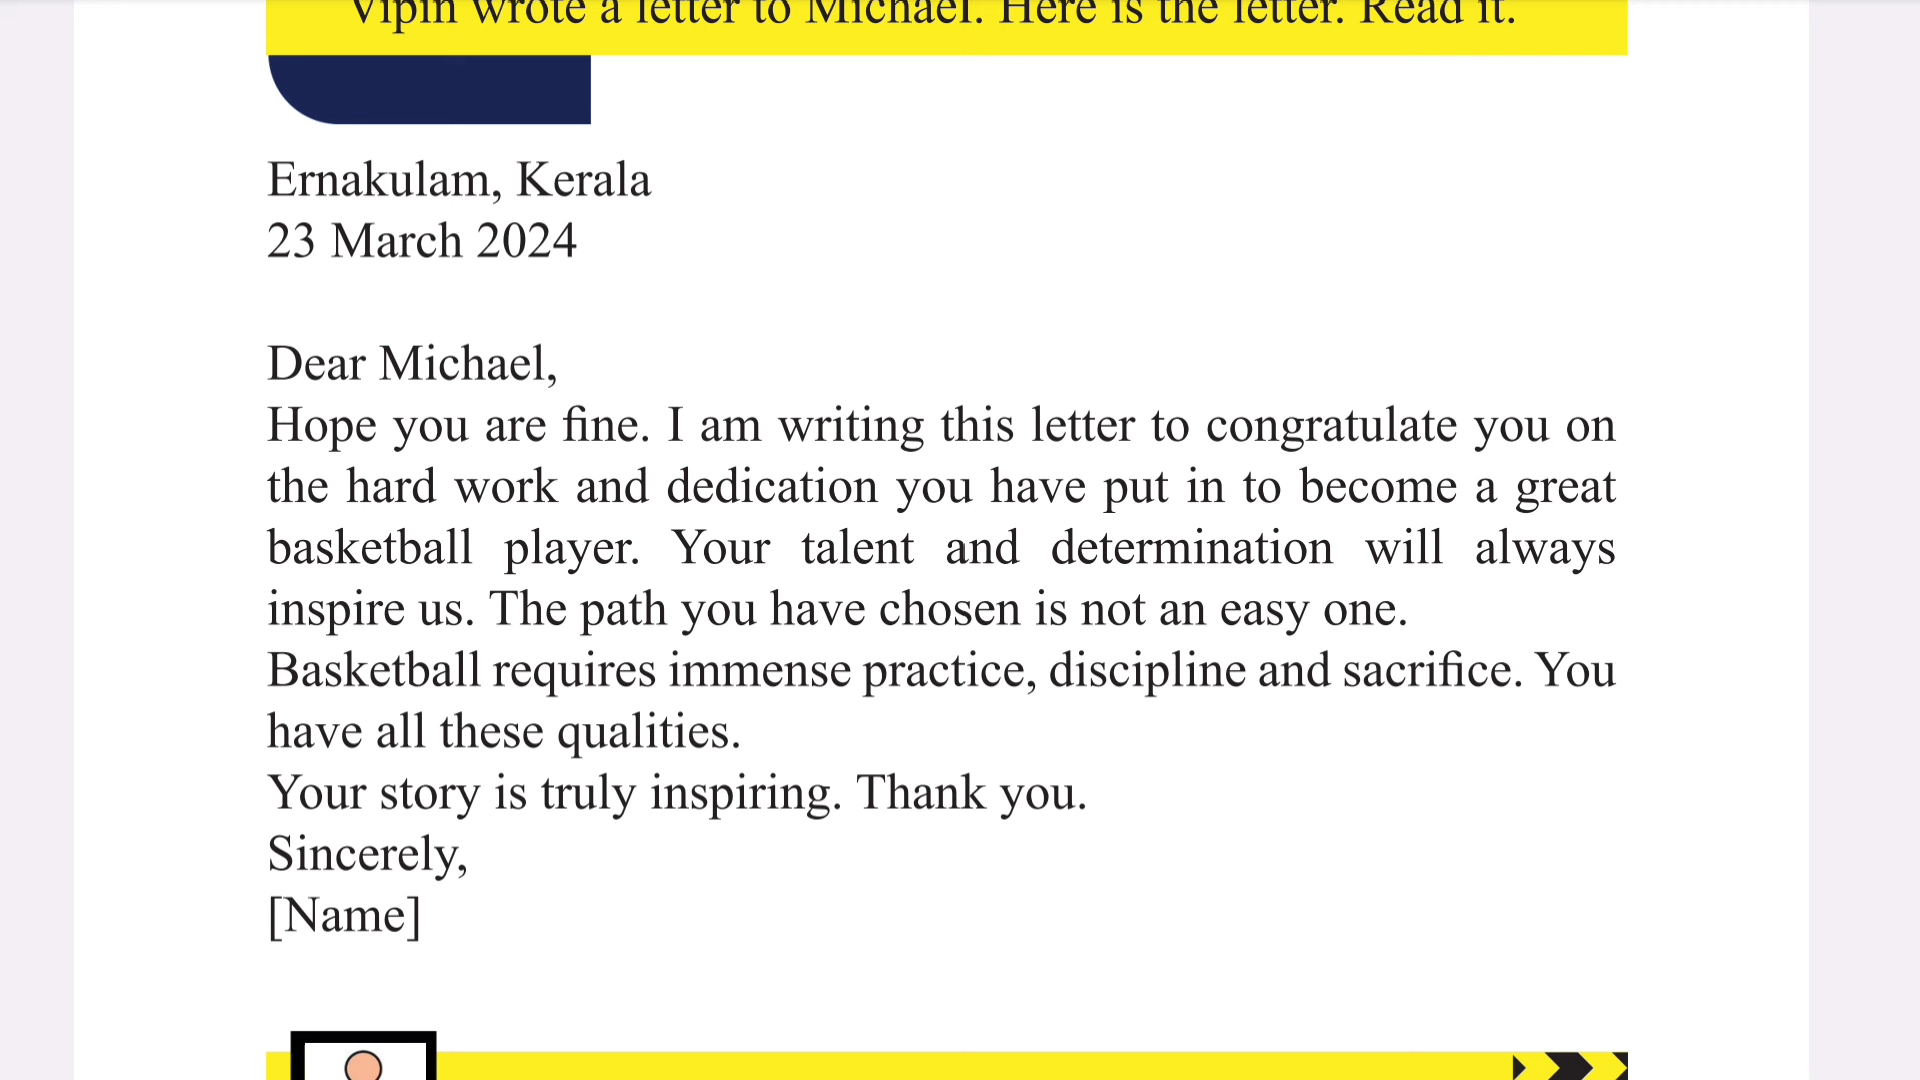 Vipin wrote a letter to Michael. Here is the letter. Read it.
Ernakulam, Kerala
23 March 2024
Dear Michael,
Hope you are fine. I am writing this letter to congratulate you on
the hard work and dedication you have put in to become a great
basketball player. Your talent and determination will always
inspire us. The path you have chosen is not an easy one.
Basketball requires immense practice, discipline and sacrifice. You
have all these qualities.
Your story is truly inspiring. Thank you.
Sincerely,
[Name]